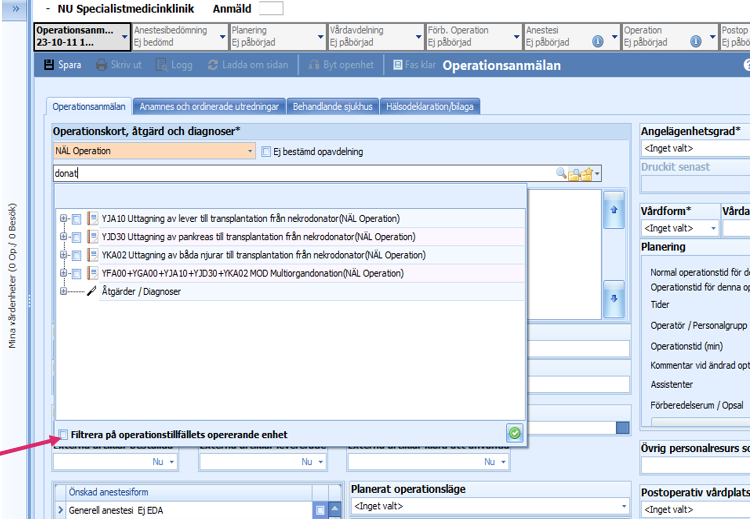 » - NU Specialistmedicinklinik Anmäld
Operationsanm... Anestesibedömning Planering Vårdavdelning Förb. Operation Anestesi Operation Postop
23-10-11 1... Ej bedömd Ej påbörjad Ej påbörjad Ej påbörjad Ej påbörjad Ej påbörjad
Spara Skriv ut Logg Ladda om sidan Byt openhet Fas klar Operationsanmälan
Operationsanmälan Anamnes och ordinerade utredningar Behandlande sjukhus Hälsodeklaration/bilaga
Operationskort, åtgärd och diagnoser*
NÄL Operation Ej bestämd opavdelning
donat
YJA10 Uttagning av lever till transplantation från nekrodonator(NÄL Operation)
YJD30 Uttagning av pankreas till transplantation från nekrodonator(NÄL Operation)
YKA02 Uttagning av båda njurar till transplantation från nekrodonator(NÄL Operation)
YFA00+YGA00+YJA10+YJD30+YKA02 MOD Multiorgandonation(NÄL Operation)
Åtgärder / Diagnoser
Filtrera på operationstillfällets opererande enhet
Nu Nu Nu
Önskad anestesiform
Generell anestesi Ej EDA
Planerat operationsläge
<Inget valt>
Angelägenhetsgrad*
<Inget valt>
Druckit senast
Vårdform* Vårda
<Inget valt>
Planering
Normal operationstid för de
Operationstid för denna op
Tider
Operatör / Personalgrupp
Operationstid (min)
Kommentar vid ändrad opt
Assistenter
Förberedelserum / Opsal
Övrig personalresurs so
Postoperativ vårdplats
<Inget valt>
Mina vårdenheter (0 Op./ 0 Besök)